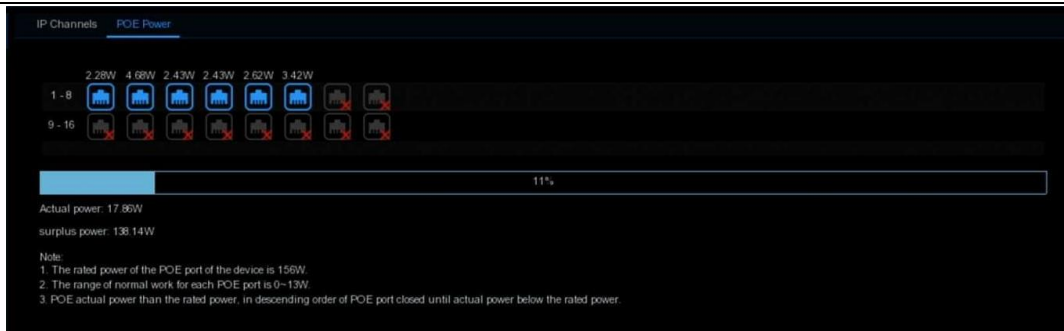 IP Channels POE Power
2.28W 4.68W 2.43W 2.43W 2.62W 3.42W
1 - 8
9 - 16
11%
Actual power: 17.86W
surplus power: 138.14W
Note:
1. The rated power of the POE port of the device is 156W.
2. The range of normal work for each POE port is 0~13W.
3. POE actual power than the rated power, in descending order of POE port closed until actual power below the rated power.